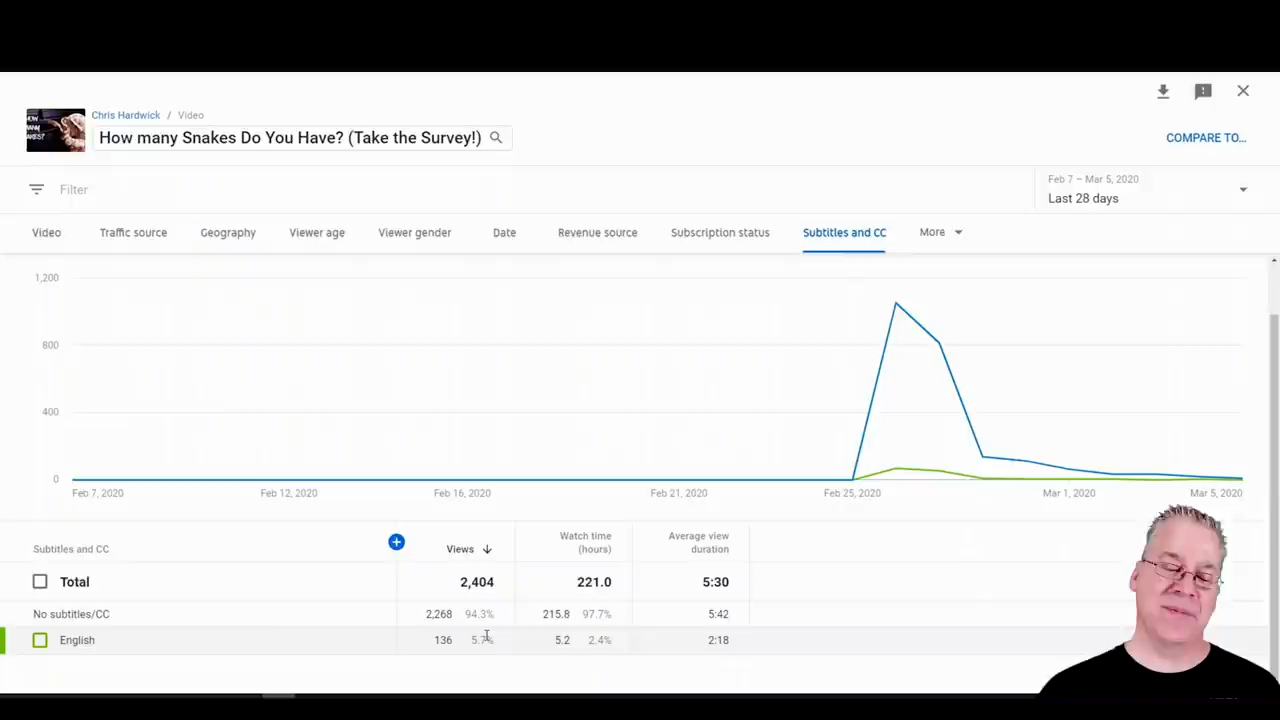 Chris Hardwick / Video
How many Snakes Do You Have? (Take the Survey!)
COMPARE TO...
Filter
Feb 7 – Mar 5, 2020
Last 28 days
Video Traffic source Geography Viewer age Viewer gender Date Revenue source Subscription status Subtitles and CC More
1,200
800
400
0
Feb 7, 2020 Feb 12, 2020 Feb 16, 2020 Feb 21, 2020 Feb 25, 2020 Mar 1, 2020 Mar 5, 2020
Subtitles and CC Views Watch time (hours) Average view duration
Total 2,404 221.0 5:30
No subtitles/CC 2,268 94.3% 215.8 97.7% 5:42
English 136 5.7% 5.2 2.4% 2:18